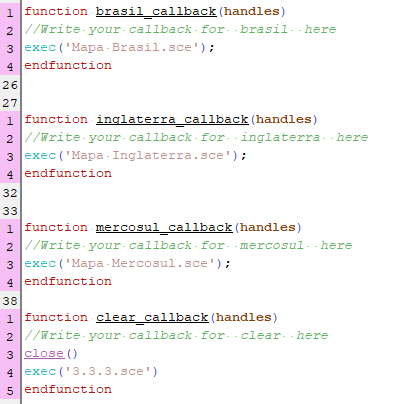 1 function brasil_callback(handles)
2 //Write your callback for  brasil  here
3 exec('Mapa Brasil.sce');
4 endfunction
26
27
1 function inglaterra_callback(handles)
2 //Write your callback for  inglaterra  here
3 exec('Mapa Inglaterra.sce');
4 endfunction
32
33
1 function mercosul_callback(handles)
2 //Write your callback for  mercosul  here
3 exec('Mapa Mercosul.sce');
4 endfunction
38
1 function clear_callback(handles)
2 //Write your callback for  clear  here
3 close()
4 exec('3.3.3.sce')
5 endfunction